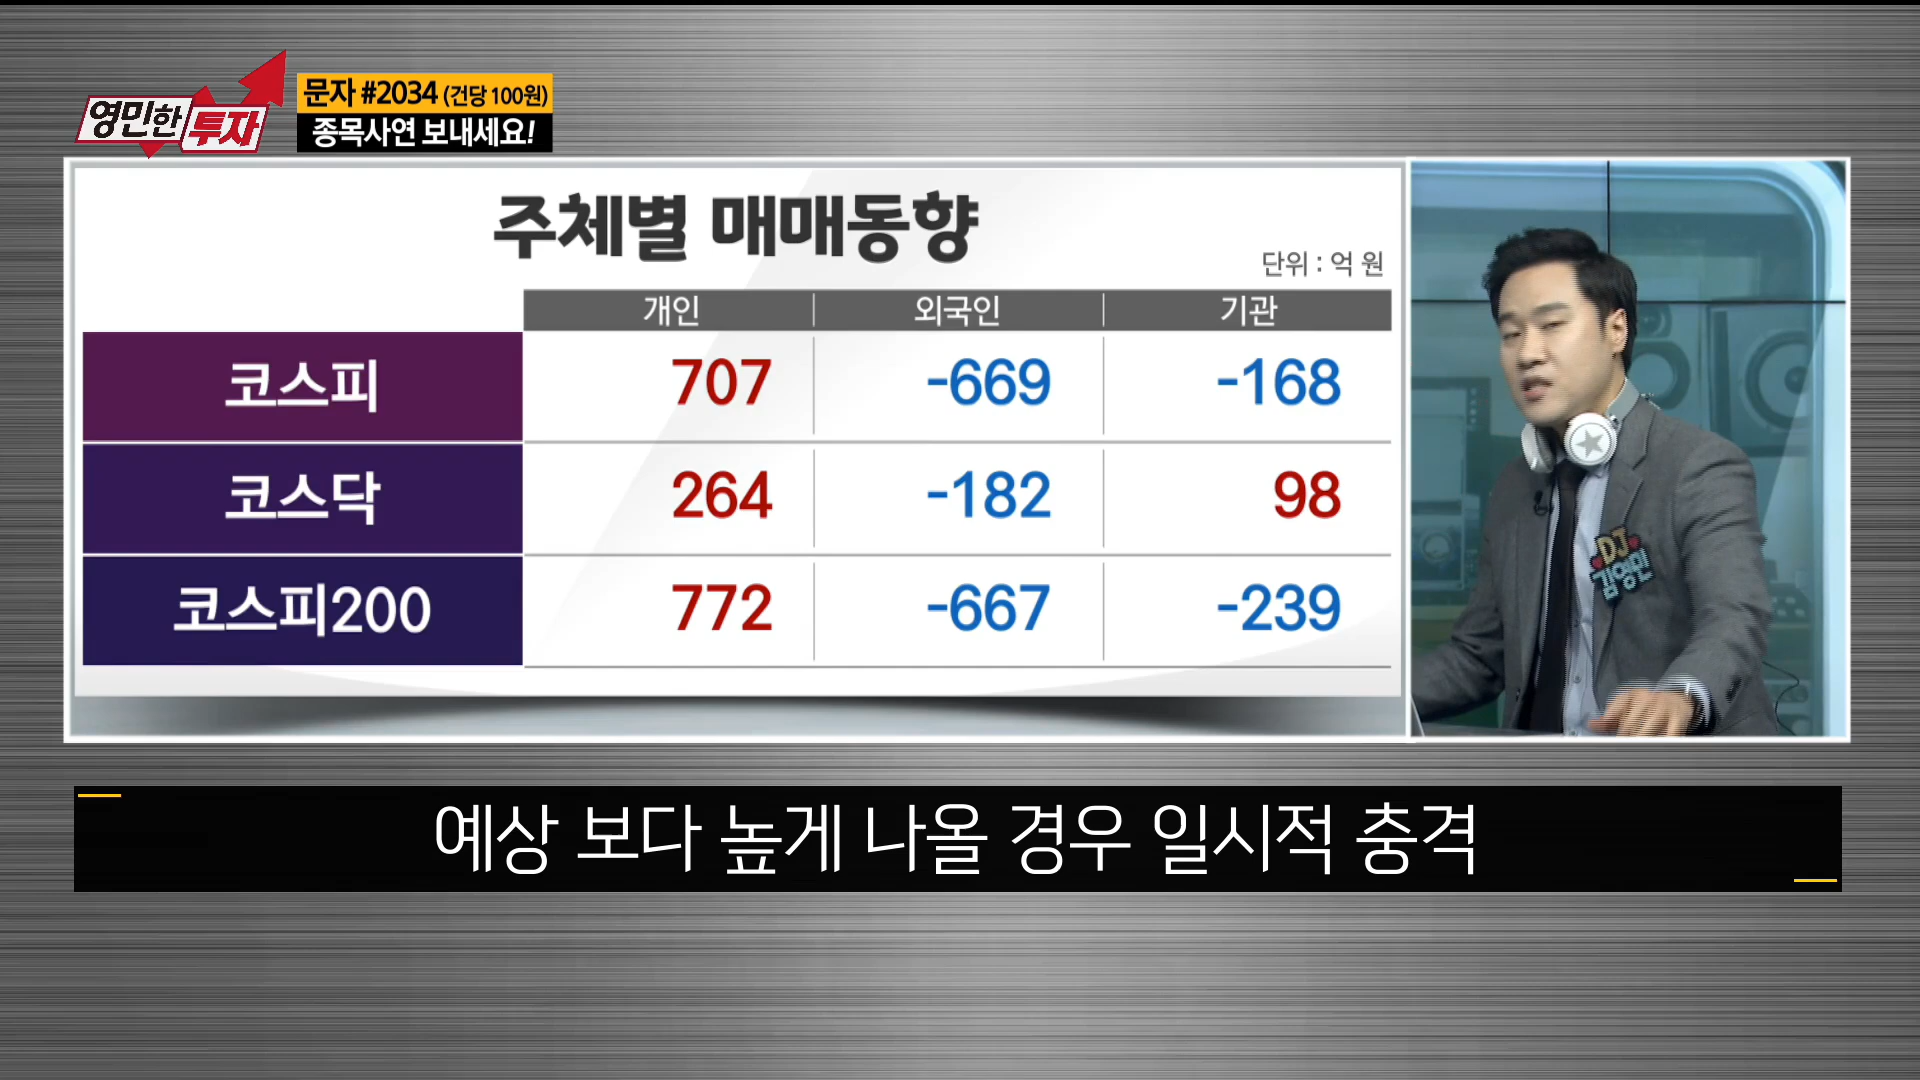 영민한 투자
문자 #2034 (건당 100원)
종목사연 보내세요!
주체별 매매동향
단위 : 억 원
개인 외국인 기관
코스피 707 -669 -168
코스닥 264 -182 98
코스피200 772 -667 -239
DJ
김영민
예상 보다 높게 나올 경우 일시적 충격